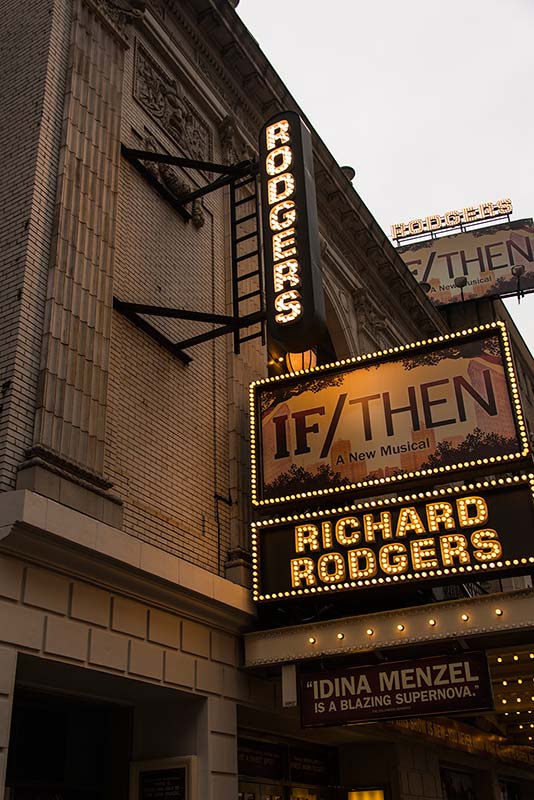 RODGERS
RODGERS
IF/THEN
A New Musical
IF/THEN
A New Musical
RICHARD
RODGERS
"IDINA MENZEL
IS A BLAZING SUPERNOVA."